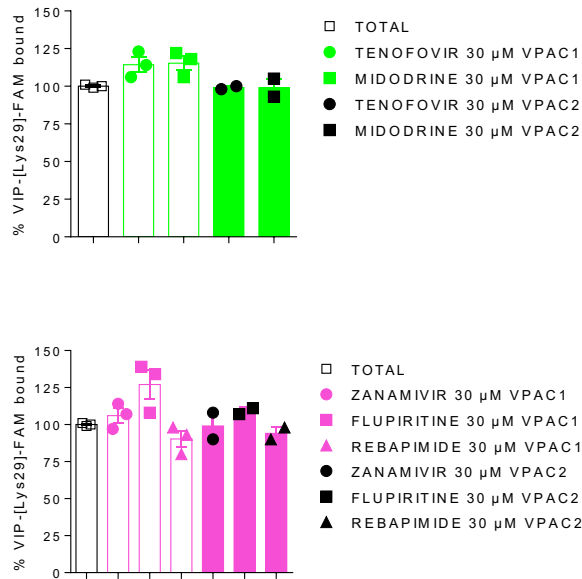 % VIP-[Lys29]-FAM bound
150
125
100
75
50
25
0
TOTAL
TENOFOVIR 30 µM VPAC1
MIDODRINE 30 µM VPAC1
TENOFOVIR 30 µM VPAC2
MIDODRINE 30 µM VPAC2
% VIP-[Lys29]-FAM bound
150
125
100
75
50
25
0
TOTAL
ZANAMIVIR 30 µM VPAC1
FLUPIRITINE 30 µM VPAC1
REBAPIMIDE 30 µM VPAC1
ZANAMIVIR 30 µM VPAC2
FLUPIRITINE 30 µM VPAC2
REBAPIMIDE 30 µM VPAC2